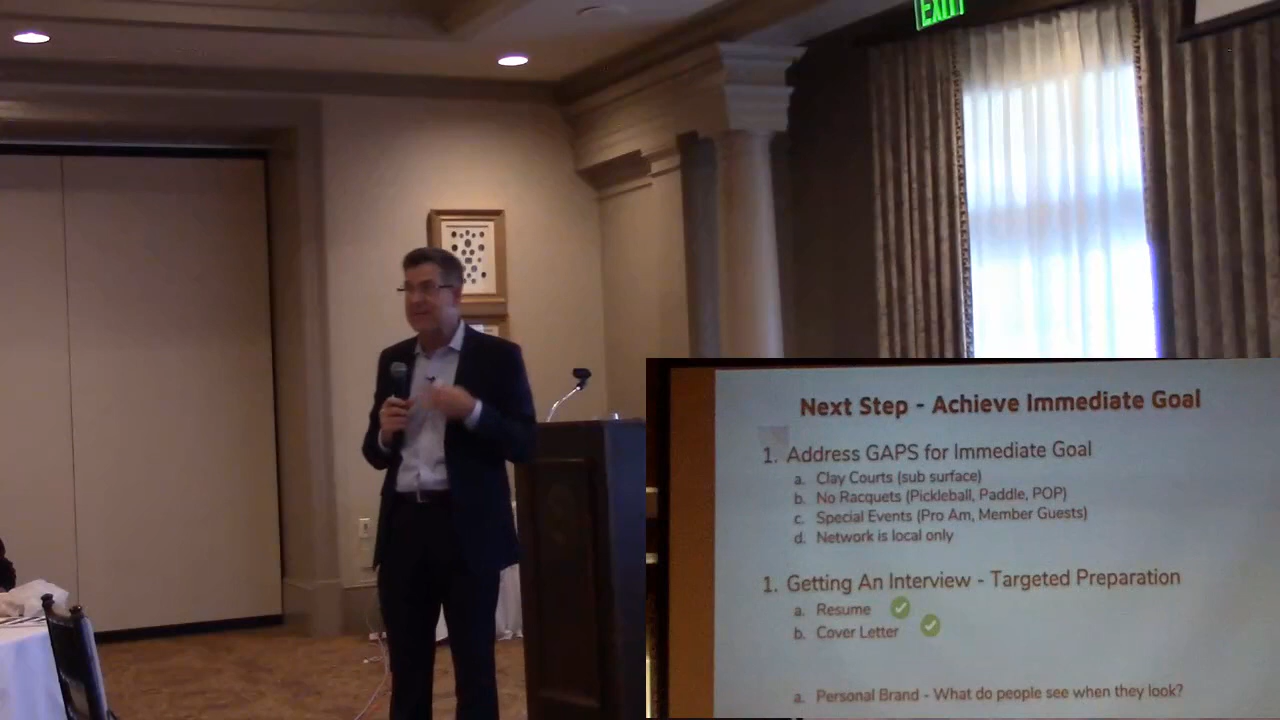 EXIT
Next Step - Achieve Immediate Goal
1. Address GAPS for Immediate Goal
a. Clay Courts (sub surface)
b. No Racquets (Pickleball, Paddle, POP)
c. Special Events (Pro Am, Member Guests)
d. Network is local only
1. Getting An Interview - Targeted Preparation
a. Resume
b. Cover Letter
a. Personal Brand - What do people see when they look?